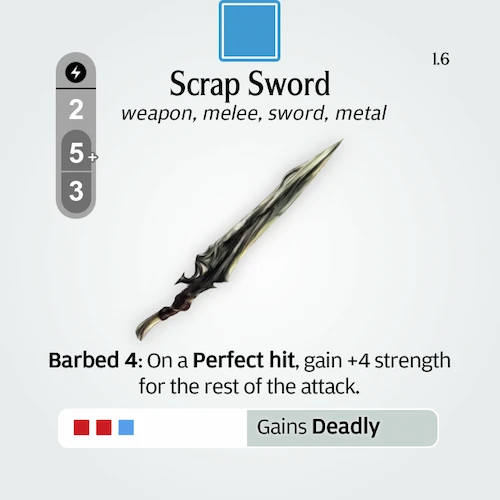 1.6
Scrap Sword
weapon, melee, sword, metal
2
5+
3
Barbed 4: On a Perfect hit, gain +4 strength
for the rest of the attack.
Gains Deadly